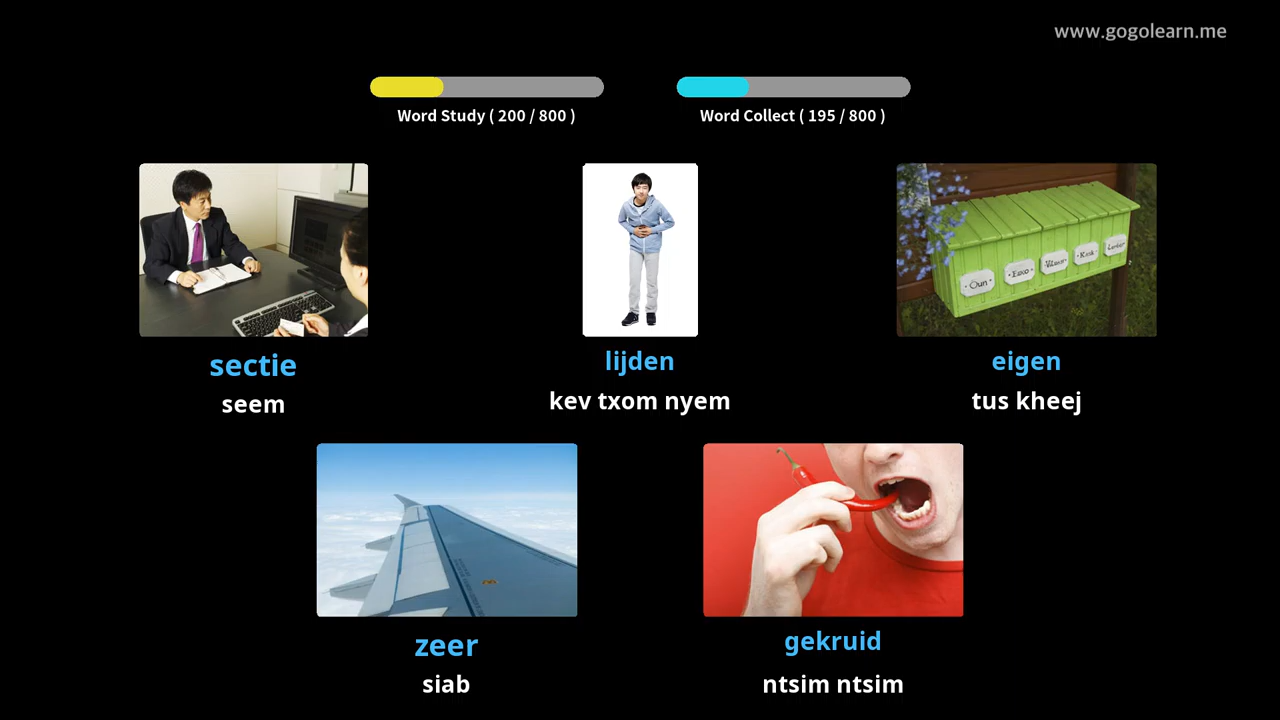 www.gogolearn.me
Word Study ( 200 / 800 )
Word Collect ( 195 / 800 )
Oun
sectie
seem
lijden
kev txom nyem
eigen
tus kheej
zeer
siab
gekruid
ntsim ntsim